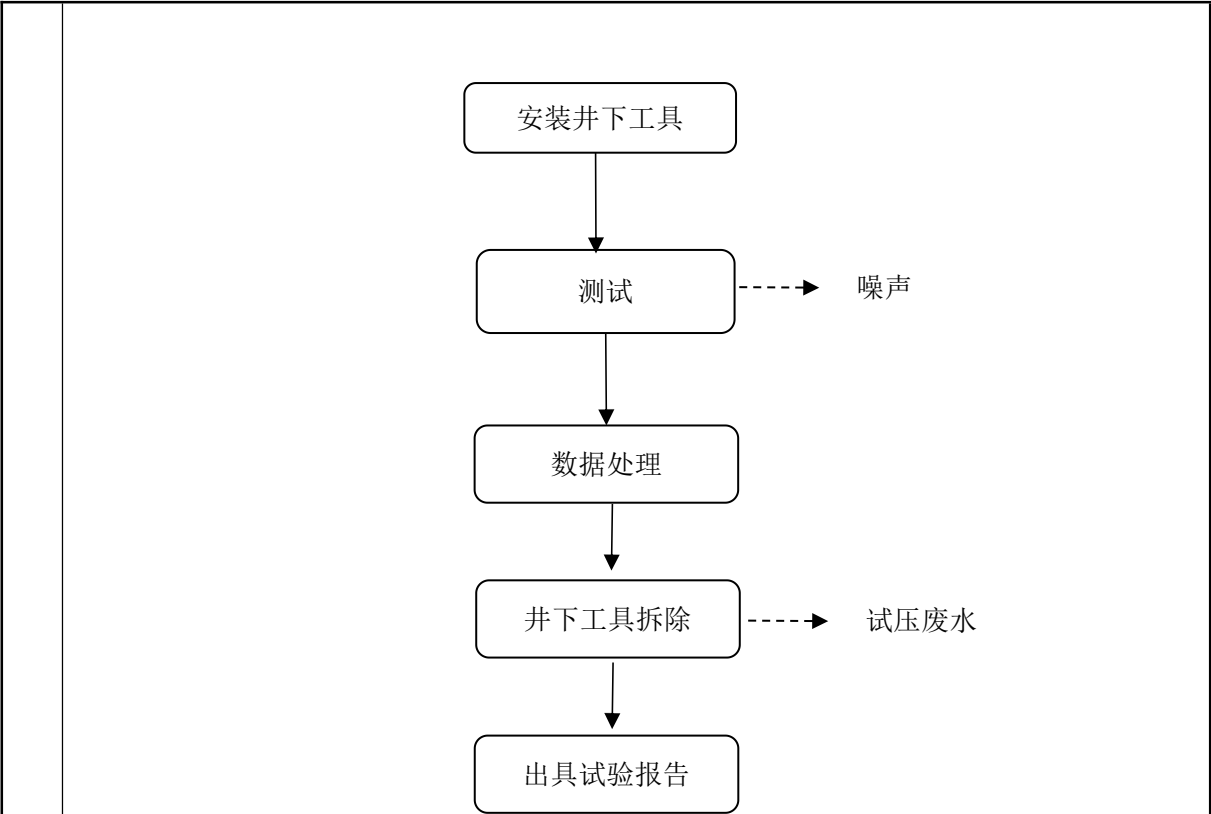 安装井下工具
测试
噪声
数据处理
井下工具拆除
试压废水
出具试验报告